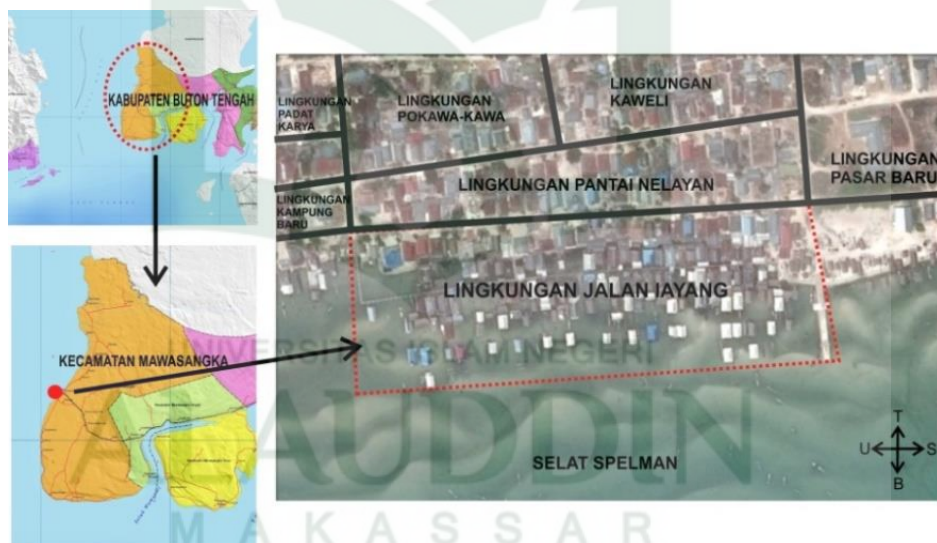 KABUPATEN BUTON TENGAH
KECAMATAN MAWASANGKA
LINGKUNGAN
PADAT
KARYA
LINGKUNGAN
POKAWA-KAWA
LINGKUNGAN
KAWELI
LINGKUNGAN
PASAR BARU
LINGKUNGAN PANTAI NELAYAN
LINGKUNGAN
KAMPUNG
BARU
LINGKUNGAN JALAN IAYANG
SELAT SPELMAN
T
U S
B
UNIVERSITAS ISLAM NEGERI
ALAUDDIN
MAKASSAR